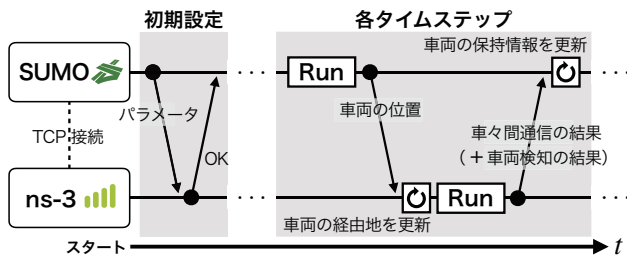 初期設定
各タイムステップ
車両の保持情報を更新
SUMO
Run
パラメータ
車両の位置
TCP 接続
OK
車々間通信の結果
(＋車両検知の結果)
ns-3
Run
車両の経由地を更新
スタート
t